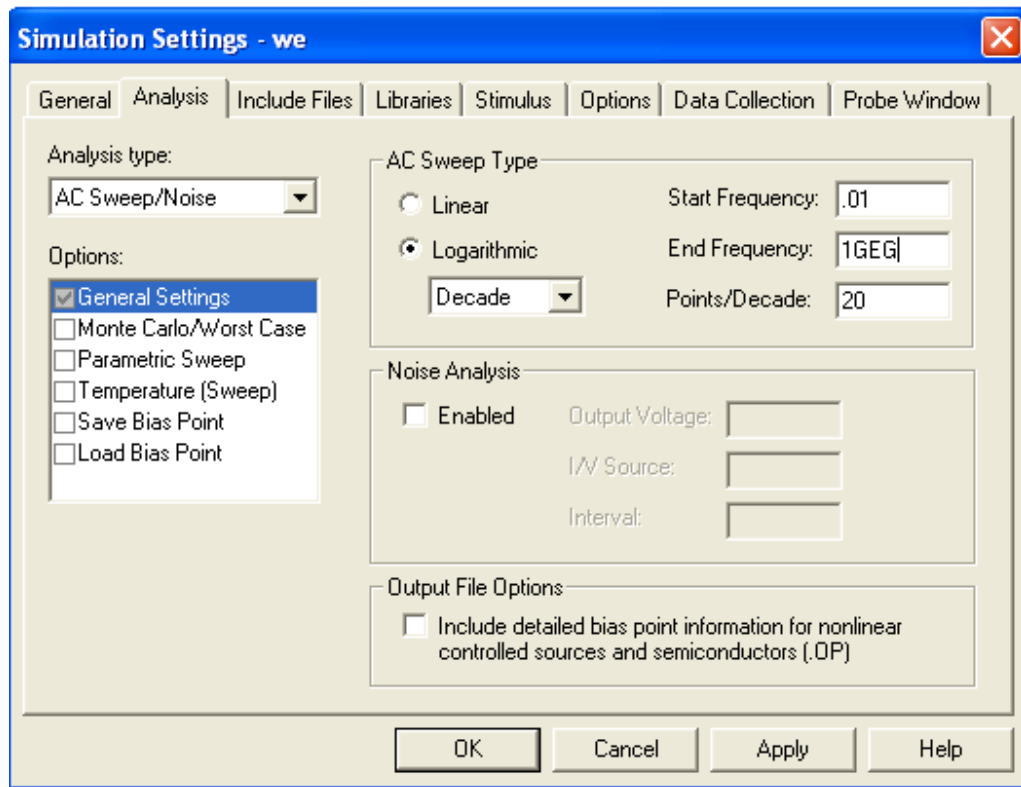 Simulation Settings - we
General Analysis Include Files Libraries Stimulus Options Data Collection Probe Window
Analysis type:
AC Sweep/Noise
Options:
General Settings
Monte Carlo/Worst Case
Parametric Sweep
Temperature (Sweep)
Save Bias Point
Load Bias Point
AC Sweep Type
Linear
Logarithmic
Decade
Start Frequency: .01
End Frequency: 1GEG
Points/Decade: 20
Noise Analysis
Enabled
Output Voltage:
I/V Source:
Interval:
Output File Options
Include detailed bias point information for nonlinear
controlled sources and semiconductors (.OP)
OK Cancel Apply Help